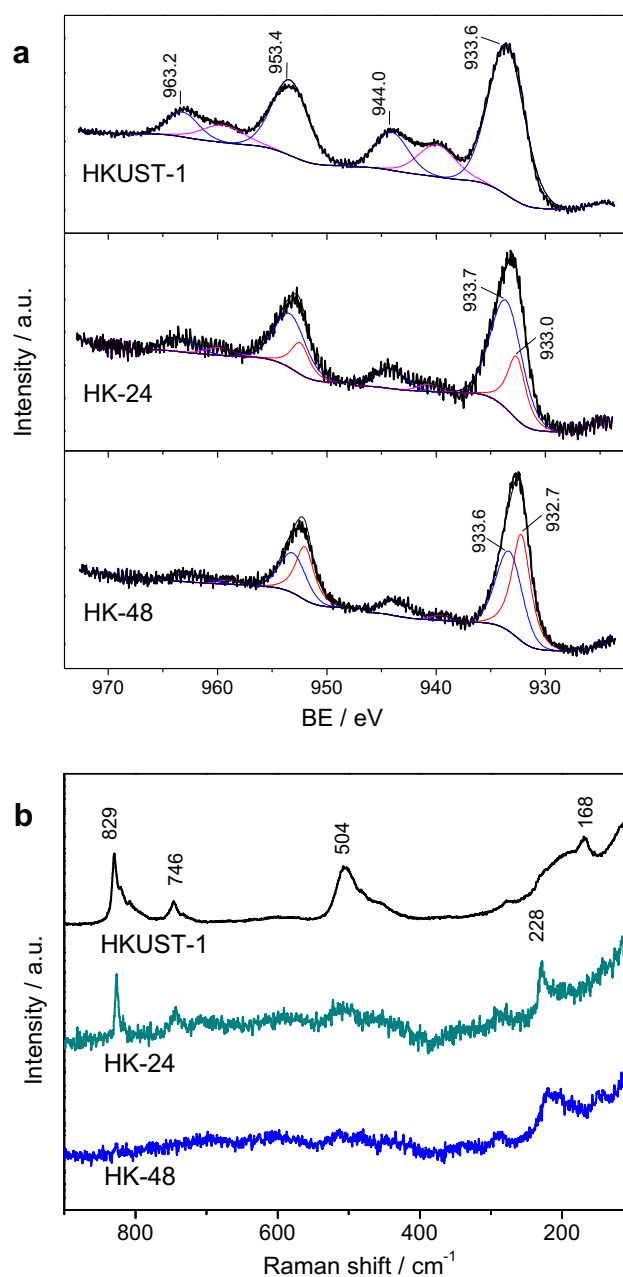 a
963.2
953.4
944.0
933.6
HKUST-1
933.7
933.0
HK-24
933.6
932.7
HK-48
Intensity / a.u.
970 960 950 940 930
BE / eV
b
829
746
504
168
HKUST-1
228
HK-24
HK-48
Intensity / a.u.
800 600 400 200
Raman shift / cm⁻¹